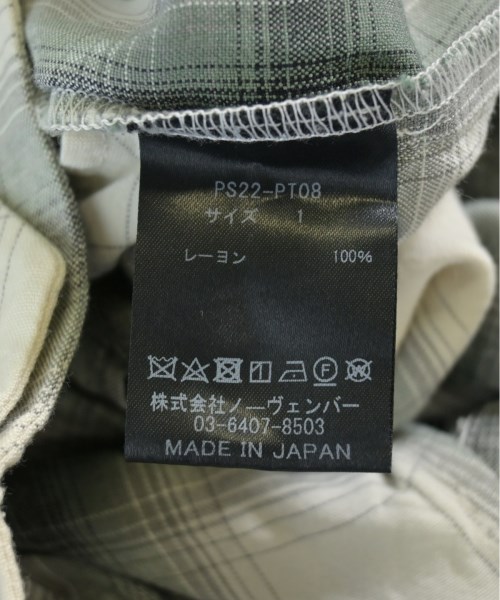 PS22-PT08
サイズ 1
レーヨン 100%
株式会社ノーヴェンバー
03-6407-8503
MADE IN JAPAN